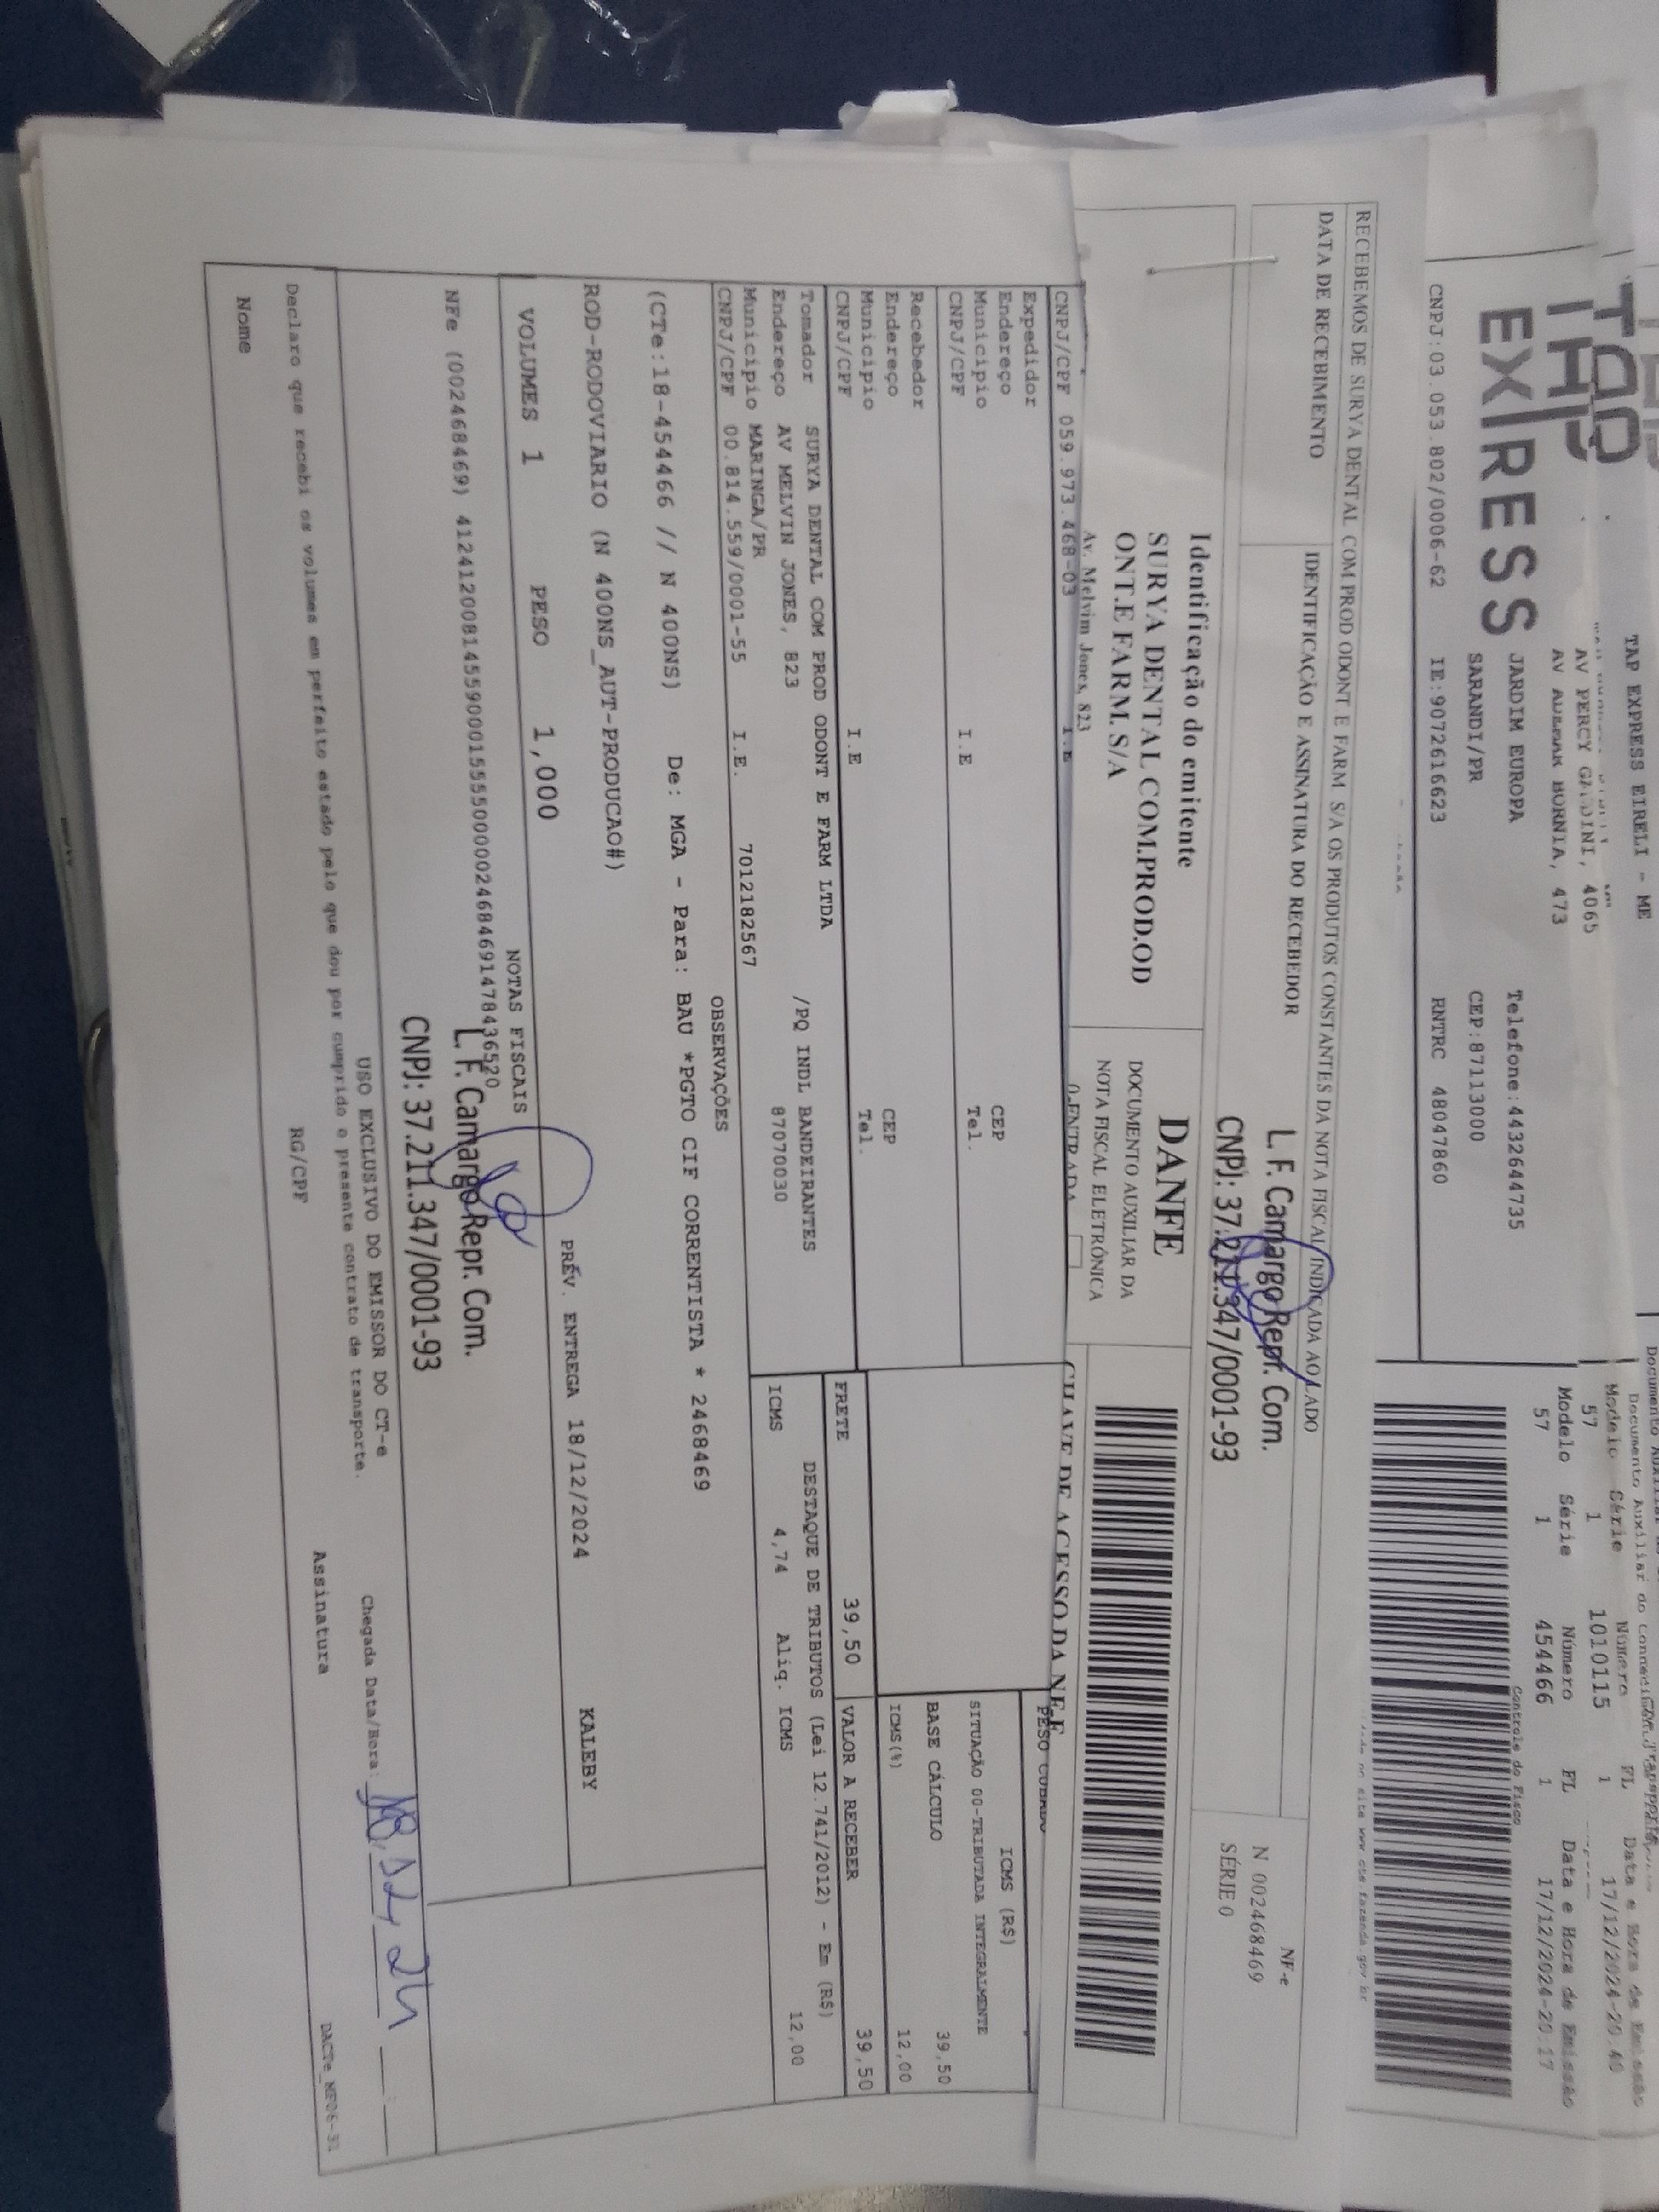 TAP EXPRESS EIRELI - ME
AV PERCY
, 4065
BORNIA, 473
JARDIM EUROPA
Telefone:4432644735
SARANDI/PR
CEP:87113000
CNPJ:03.053.802/0006-62
IE:9072616623
RNTRC 48047860
TAP
EXPRESS
Documento Auxiliar do
Modelo Série Número FL Data e Hora de Emissão
57 1 1010115 1 17/12/2024-20.40
Modelo Série Número FL Data e Hora de Emissão
57 1 454466 1 17/12/2024-20.17
Controle do Fisco
RECEBEMOS DE SURYA DENTAL COM PROD ODONT E FARM S/A OS PRODUTOS CONSTANTES DA NOTA FISCAL INDICADA AO LADO
DATA DE RECEBIMENTO
IDENTIFICAÇÃO E ASSINATURA DO RECEBEDOR
L. F. Camargo Repr. Com.
CNPJ: 37.211.347/0001-93
NF-e
N 002468469
SÉRIE 0
Identificação do emitente
SURYA DENTAL COM.PROD.OD
ONT.E FARM. S/A
Av. Melvim Jones, 823
DANFE
DOCUMENTO AUXILIAR DA
NOTA FISCAL ELETRÔNICA
0-ENTRADA
CHAVE DE ACESSO DA NF-E
CNPJ/CPF 059.973.468-03 I.E
PESO CUBADO
Expedidor
Endereço CEP
Município Tel.
CNPJ/CPF I.E
ICMS (R$)
SITUAÇÃO 00-TRIBUTADA INTEGRALMENTE
BASE CÁLCULO 39,50
ICMS(%) 12,00
Recebedor
Endereço CEP
Município Tel.
CNPJ/CPF I.E
FRETE 39,50 VALOR A RECEBER 39,50
Tomador SURYA DENTAL COM PROD ODONT E FARM LTDA
Endereço AV MELVIN JONES, 823 /PQ INDL BANDEIRANTES
Município MARINGA/PR 87070030
CNPJ/CPF 00.814.559/0001-55 I.E. 7012182567
DESTAQUE DE TRIBUTOS (Lei 12.741/2012) - Em (R$)
ICMS 4,74 Aliq. ICMS 12,00
OBSERVAÇÕES
(CTe:18-454466 // N 400NS) De: MGA - Para: BAU *PGTO CIF CORRENTISTA * 2468469
ROD-RODOVIARIO (N 400NS_AUT-PRODUCAO#)
VOLUMES 1 PESO 1,000
PRÉV. ENTREGA 18/12/2024 KALEBY
NOTAS FISCAIS
NFe (002468469)
L. F. Camargo Repr. Com.
CNPJ: 37.211.347/0001-93
USO EXCLUSIVO DO EMISSOR DO CT-e
Declaro que recebi os volumes em perfeito estado pelo que dou por cumprido o presente contrato de transporte.
Chegada Data/Hora: 18/12/24
Nome RG/CPF Assinatura